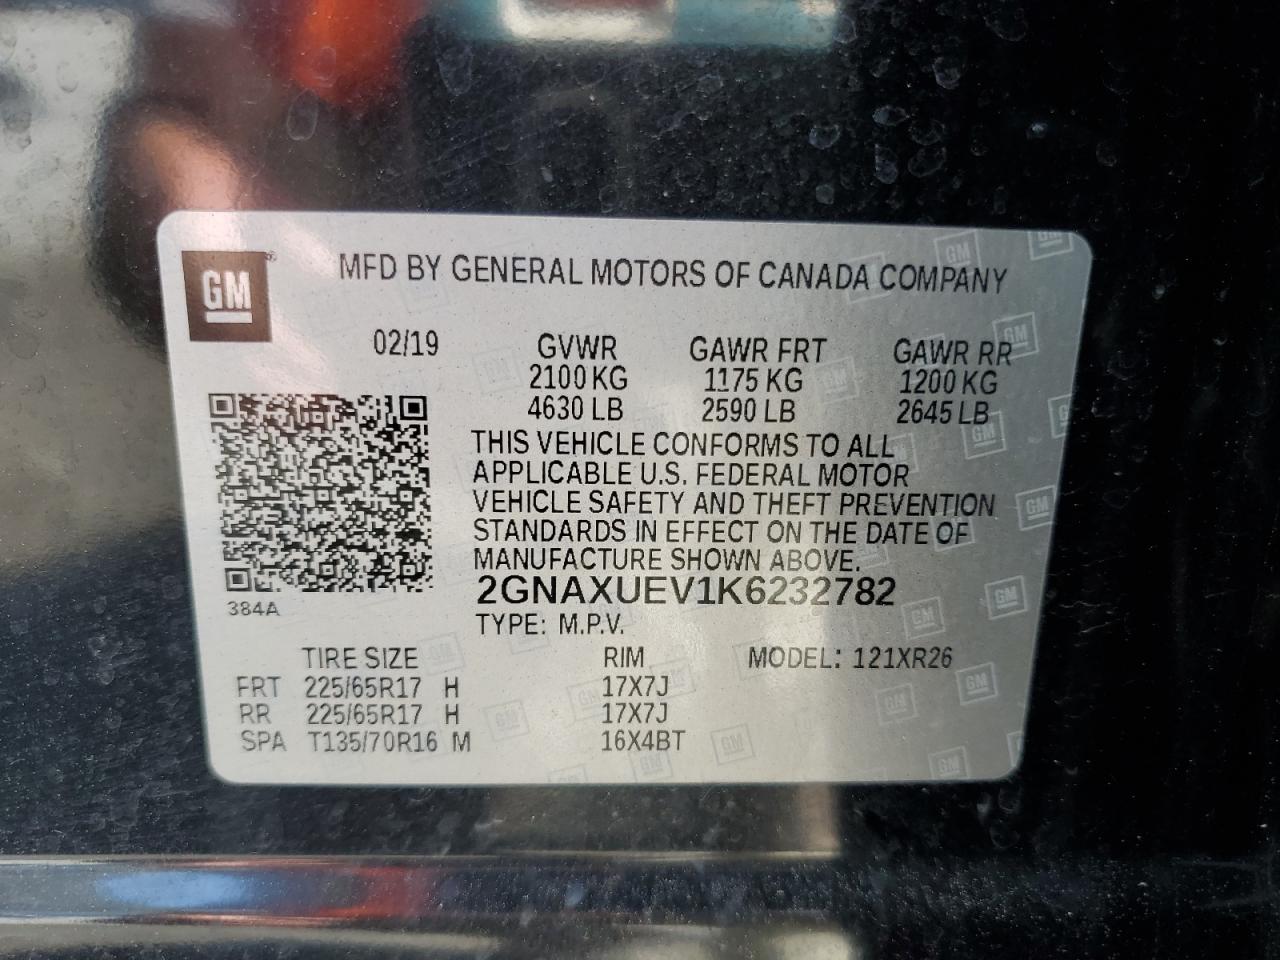 GM
MFD BY GENERAL MOTORS OF CANADA COMPANY
02/19 GVWR GAWR FRT GAWR RR
2100 KG 1175 KG 1200 KG
4630 LB 2590 LB 2645 LB
THIS VEHICLE CONFORMS TO ALL
APPLICABLE U.S. FEDERAL MOTOR
VEHICLE SAFETY AND THEFT PREVENTION
STANDARDS IN EFFECT ON THE DATE OF
MANUFACTURE SHOWN ABOVE.
2GNAXUEV1K6232782
384A
TYPE: M.P.V.
TIRE SIZE RIM MODEL: 121XR26
FRT 225/65R17 H 17X7J
RR 225/65R17 H 17X7J
SPA T135/70R16 M 16X4BT